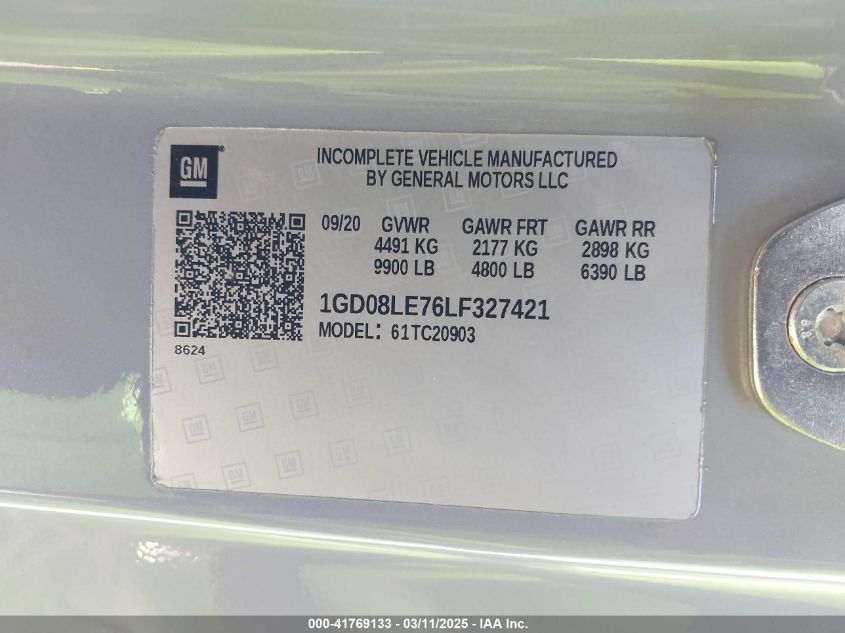 GM
INCOMPLETE VEHICLE MANUFACTURED
BY GENERAL MOTORS LLC
09/20 GVWR GAWR FRT GAWR RR
4491 KG 2177 KG 2898 KG
9900 LB 4800 LB 6390 LB
1GD08LE76LF327421
MODEL: 61TC20903
8624
000-41769133 - 03/11/2025 - IAA Inc.